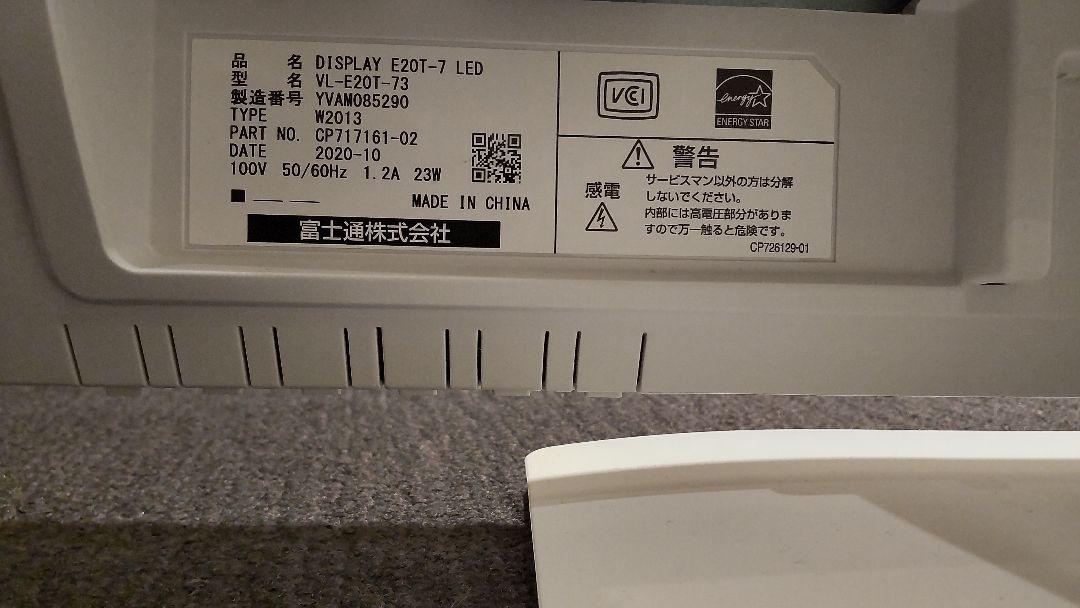 品 名 DISPLAY E20T-7 LED
型 名 VL-E20T-73
製造番号 YVAM085290
TYPE W2013
PART NO. CP717161-02
DATE 2020-10
100V 50/60Hz 1.2A 23W
MADE IN CHINA
富士通株式会社
VCI
energy
ENERGY STAR
警告
感電
サービスマン以外の方は分解
しないでください。
内部には高電圧部分がありま
すので万一触ると危険です。
CP726129-01